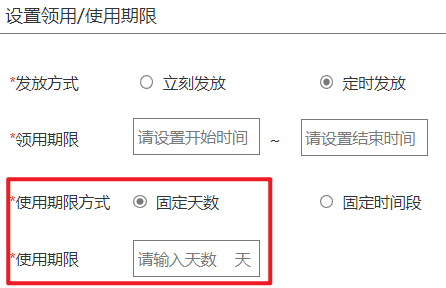 设置领用/使用期限
*发放方式 立刻发放 定时发放
*领用期限 请设置开始时间 ~ 请设置结束时间
*使用期限方式 固定天数 固定时间段
*使用期限 请输入天数 天